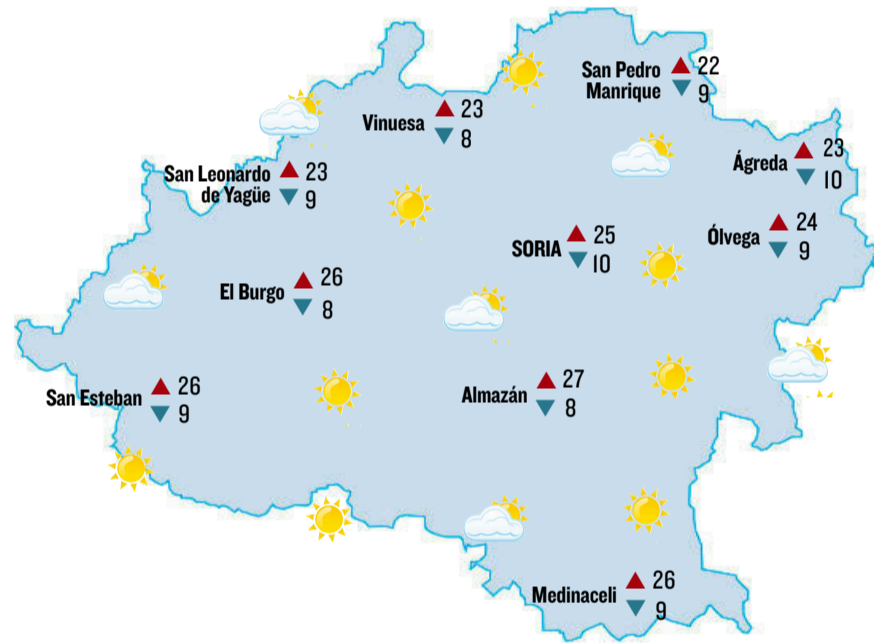 San Pedro
Manrique
22
9
Vinuesa
23
8
Ágreda
23
10
San Leonardo
de Yagüe
23
9
Ólvega
24
9
SORIA
25
10
El Burgo
26
8
San Esteban
26
9
Almazán
27
8
Medinaceli
26
9